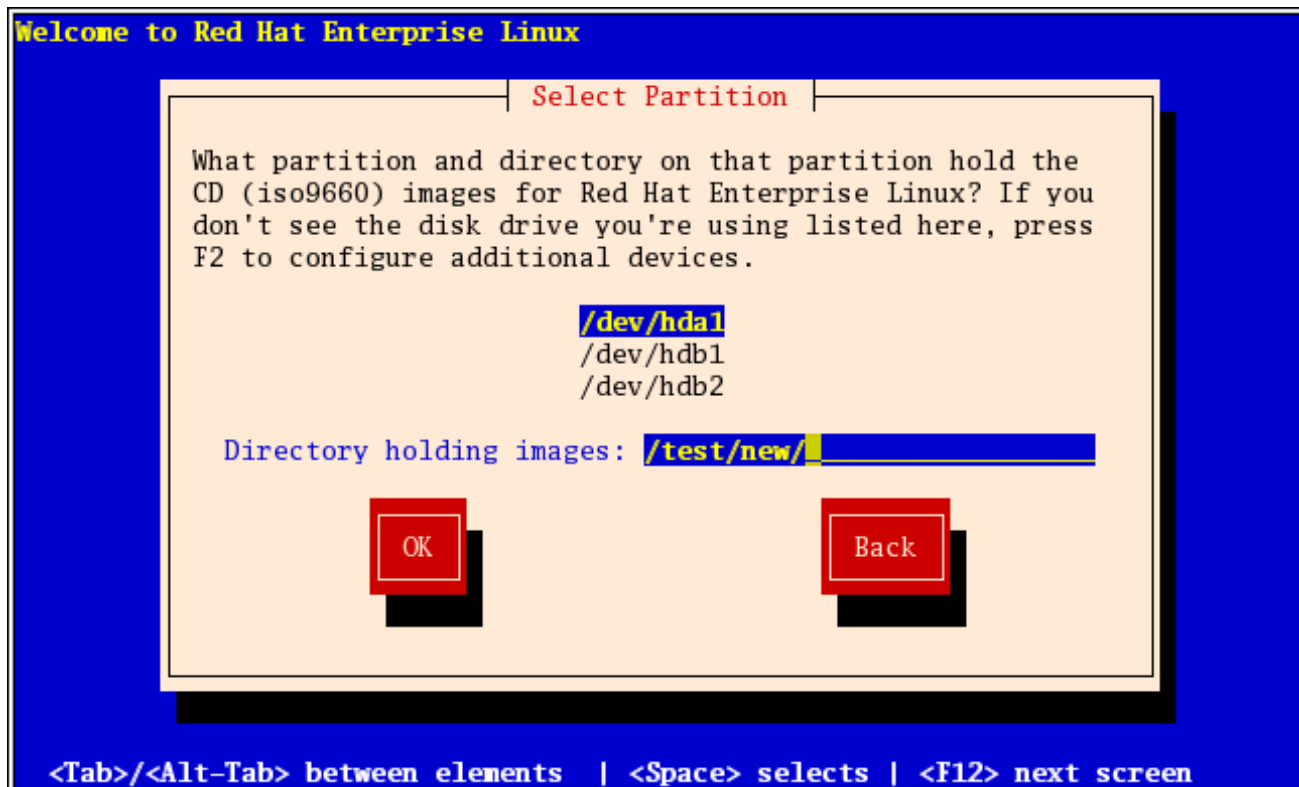 Welcome to Red Hat Enterprise Linux
Select Partition
What partition and directory on that partition hold the
CD (iso9660) images for Red Hat Enterprise Linux? If you
don't see the disk drive you're using listed here, press
F2 to configure additional devices.
/dev/hda1
/dev/hdb1
/dev/hdb2
Directory holding images: /test/new/
OK Back
<Tab>/<Alt-Tab> between elements | <Space> selects | <F12> next screen